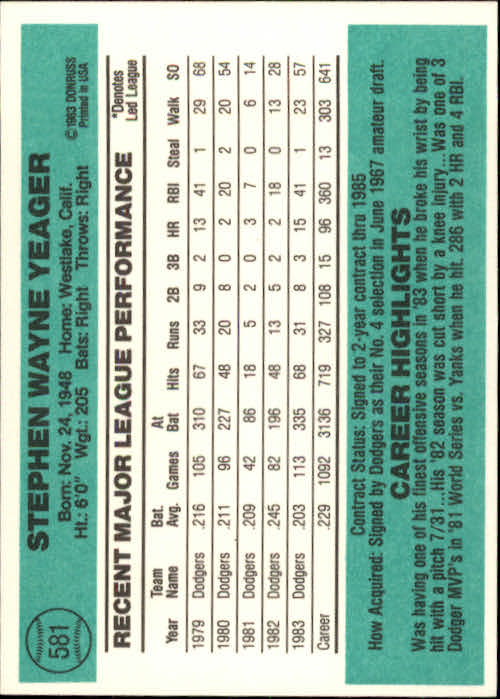 581
STEPHEN WAYNE YEAGER
Born: Nov. 24, 1948 Home: Westlake, Calif.
Ht.: 6'0" Wgt.: 205 Bats: Right Throws: Right
©1983 DONRUSS
Printed in USA
RECENT MAJOR LEAGUE PERFORMANCE
*Denotes
Led League
Year Team Name Bat. Avg. Games At Bat Hits Runs 2B 3B HR RBI Steal Walk SO
1979 Dodgers .216 105 310 67 33 9 2 13 41 1 29 68
1980 Dodgers .211 96 227 48 20 8 0 2 20 2 20 54
1981 Dodgers .209 42 86 18 5 2 0 3 7 0 6 14
1982 Dodgers .245 82 196 48 13 5 2 2 18 0 13 28
1983 Dodgers .203 113 335 68 31 8 3 15 41 1 23 57
Career .229 1092 3136 719 327 108 15 96 360 13 303 641
Contract Status: Signed to 2-year contract thru 1985
How Acquired: Signed by Dodgers as their No. 4 selection in June 1967 amateur draft.
CAREER HIGHLIGHTS
Was having one of his finest offensive seasons in '83 when he broke his wrist by being
hit with a pitch 7/31...His '82 season was cut short by a knee injury...Was one of 3
Dodger MVP's in '81 World Series vs. Yanks when he hit .286 with 2 HR and 4 RBI.